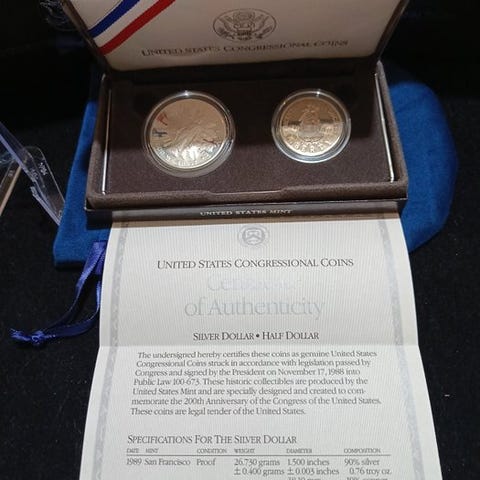 UNITED STATES CONGRESSIONAL COINS
UNITED STATES MINT
UNITED STATES CONGRESSIONAL COINS
Certificate
of Authenticity
SILVER DOLLAR • HALF DOLLAR
The undersigned hereby certifies these coins as genuine United States
Congressional Coins struck in accordance with legislation passed by
Congress and signed by the President on November 17, 1988 into
Public Law 100-673. These historic collectibles are produced by the
United States Mint and are specially designed and created to com-
memorate the 200th Anniversary of the Congress of the United States.
These coins are legal tender of the United States.
SPECIFICATIONS FOR THE SILVER DOLLAR
DATE MINT CONDITION WEIGHT DIAMETER COMPOSITION
1989 San Francisco Proof 26.730 grams 1.500 inches 90% silver
± 0.400 grams ± 0.003 inches 0.76 troy oz.